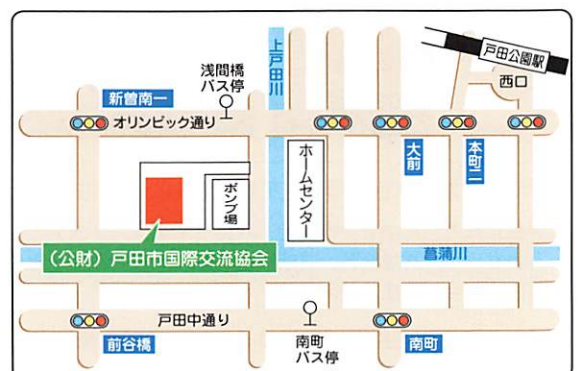 戸田公園駅
西口
上戸田川
浅間橋
バス停
新曽南一
オリンピック通り
大前
本町二
ホームセンター
ポンプ場
(公財)戸田市国際交流協会
菖蒲川
戸田中通り
前谷橋
南町
バス停
南町